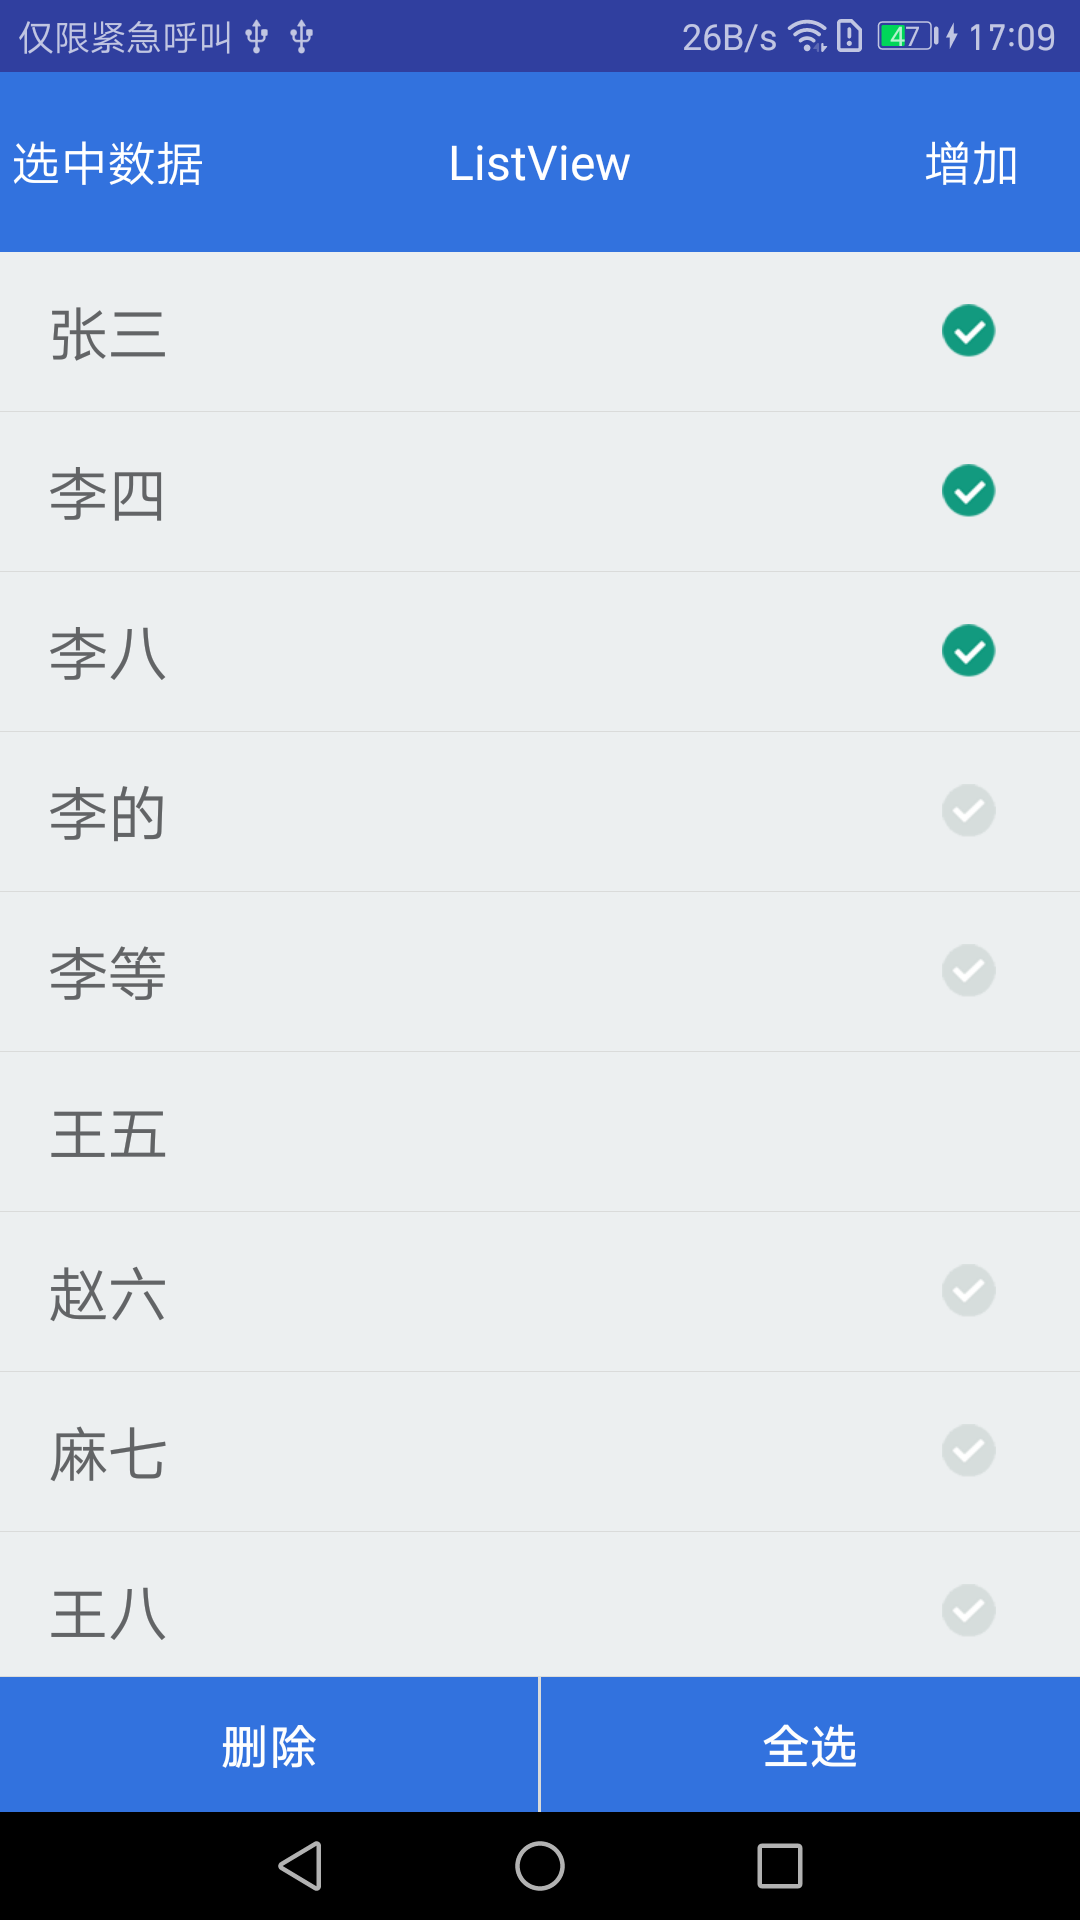 仅限紧急呼叫 26B/s 47 17:09
选中数据 ListView 增加
张三
李四
李八
李的
李等
王五
赵六
麻七
王八
删除 全选